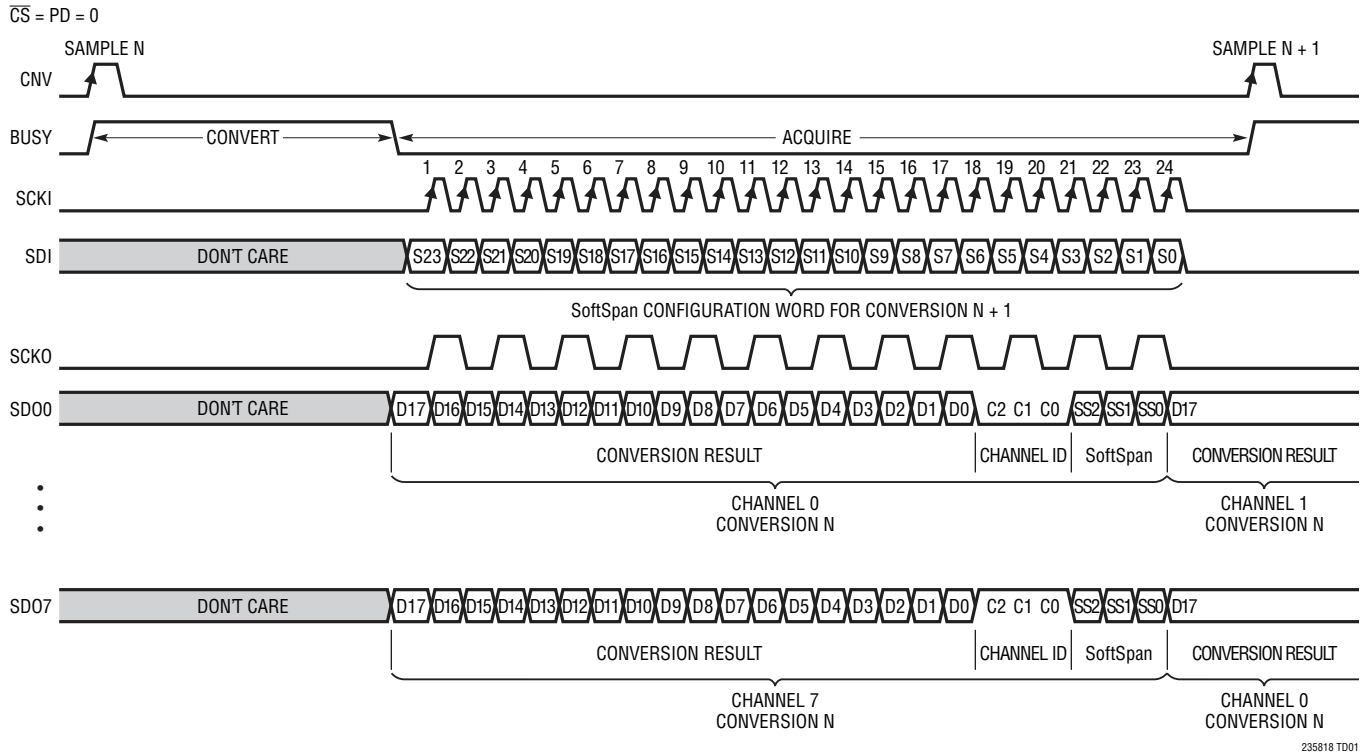 CS = PD = 0
SAMPLE N SAMPLE N + 1
CNV
BUSY CONVERT ACQUIRE
1 2 3 4 5 6 7 8 9 10 11 12 13 14 15 16 17 18 19 20 21 22 23 24
SCKI
SDI DON'T CARE S23 S22 S21 S20 S19 S18 S17 S16 S15 S14 S13 S12 S11 S10 S9 S8 S7 S6 S5 S4 S3 S2 S1 S0
SoftSpan CONFIGURATION WORD FOR CONVERSION N + 1
SCKO
SDO0 DON'T CARE D17 D16 D15 D14 D13 D12 D11 D10 D9 D8 D7 D6 D5 D4 D3 D2 D1 D0 C2 C1 C0 SS2 SS1 SS0 D17
CONVERSION RESULT CHANNEL ID SoftSpan CONVERSION RESULT
CHANNEL 0 CHANNEL 1
CONVERSION N CONVERSION N
SDO7 DON'T CARE D17 D16 D15 D14 D13 D12 D11 D10 D9 D8 D7 D6 D5 D4 D3 D2 D1 D0 C2 C1 C0 SS2 SS1 SS0 D17
CONVERSION RESULT CHANNEL ID SoftSpan CONVERSION RESULT
CHANNEL 7 CHANNEL 0
CONVERSION N CONVERSION N
235818 TD01